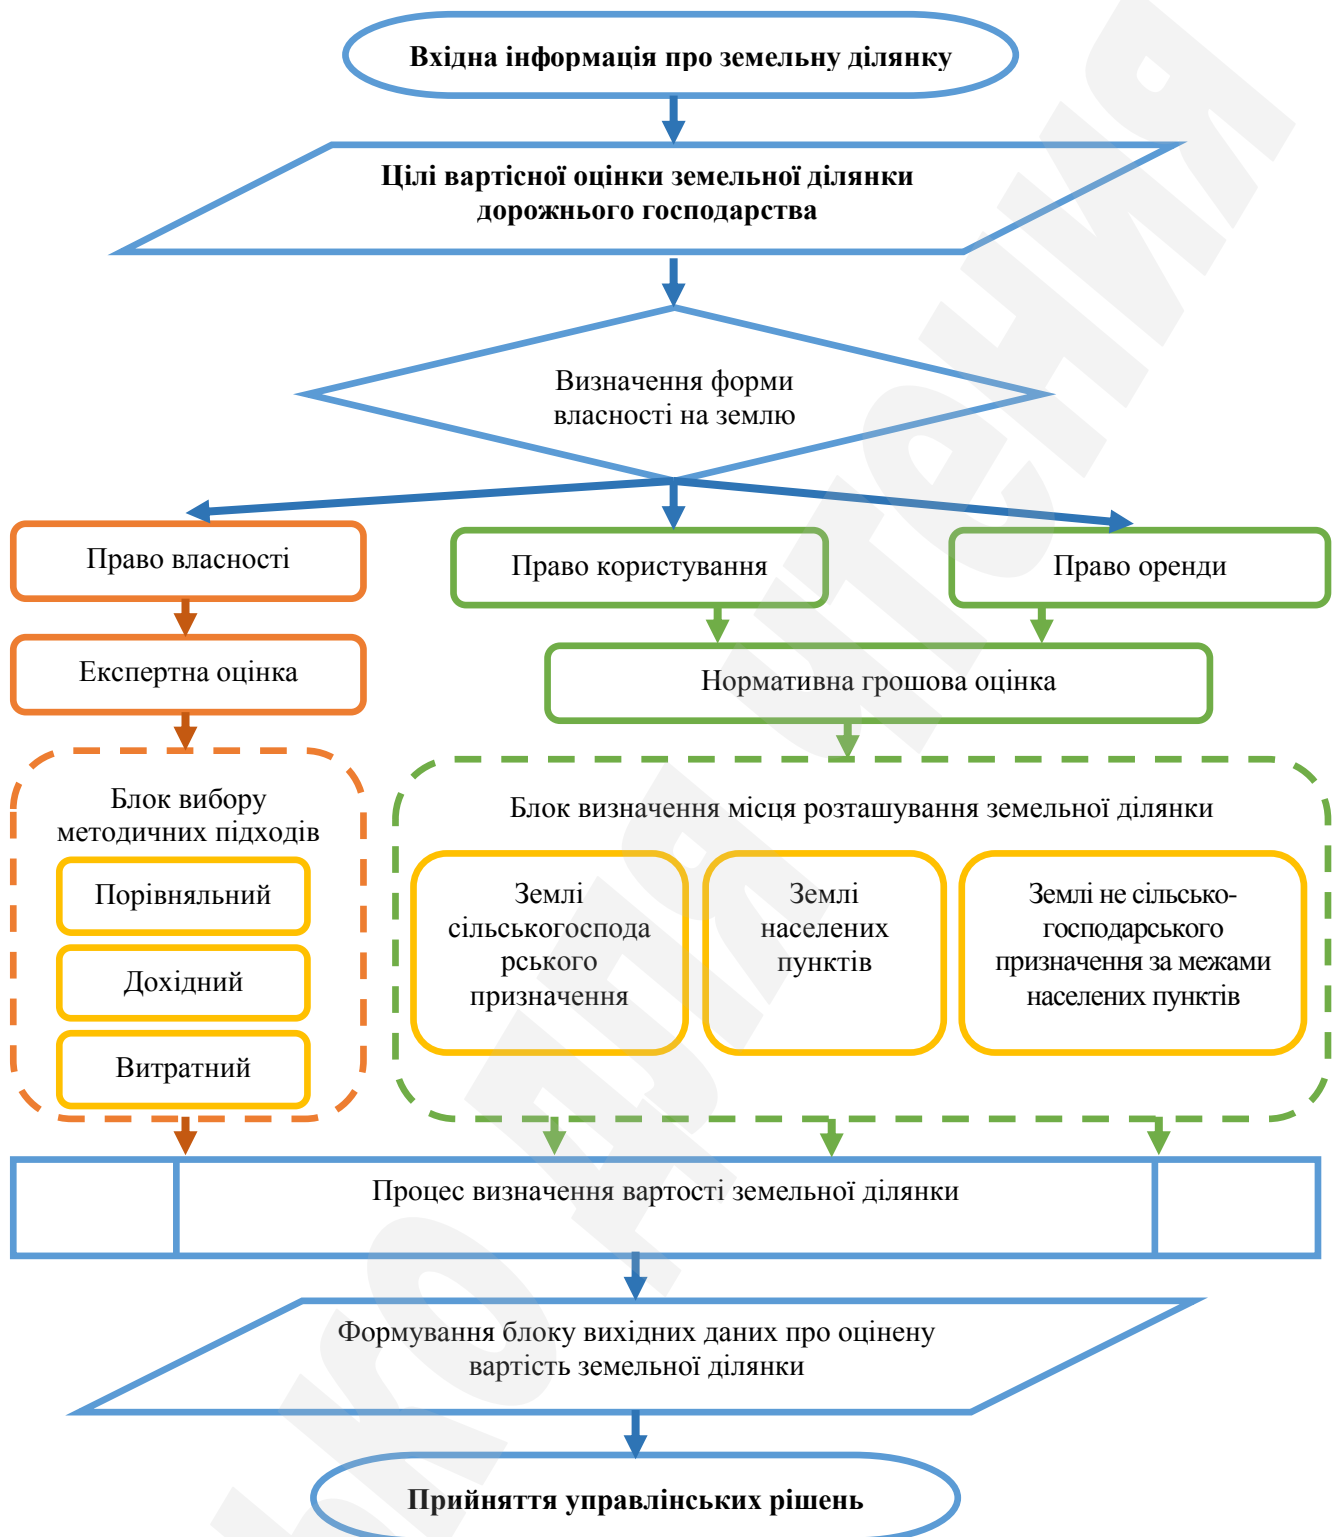 Вхідна інформація про земельну ділянку
Цілі вартісної оцінки земельної ділянки
дорожнього господарства
Визначення форми
власності на землю
Право власності
Право користування
Право оренди
Експертна оцінка
Нормативна грошова оцінка
Блок вибору
методичних підходів
Порівняльний
Дохідний
Витратний
Блок визначення місця розташування земельної ділянки
Землі
сільськогоспода
рського
призначення
Землі
населених
пунктів
Землі не сільсько-
господарського
призначення за межами
населених пунктів
Процес визначення вартості земельної ділянки
Формування блоку вихідних даних про оцінену
вартість земельної ділянки
Прийняття управлінських рішень
ько для чтения